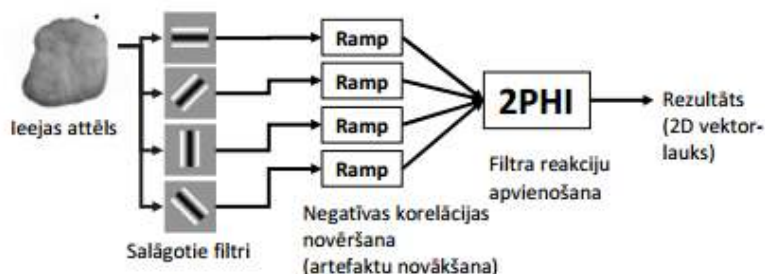 Ieejas attēls
Salāgotie filtri
Ramp
Ramp
Ramp
Ramp
Negatīvas korelācijas
novēršana
(artefaktu novākšana)
2PHI
Filtra reakciju
apvienošana
Rezultāts
(2D vektor-
lauks)